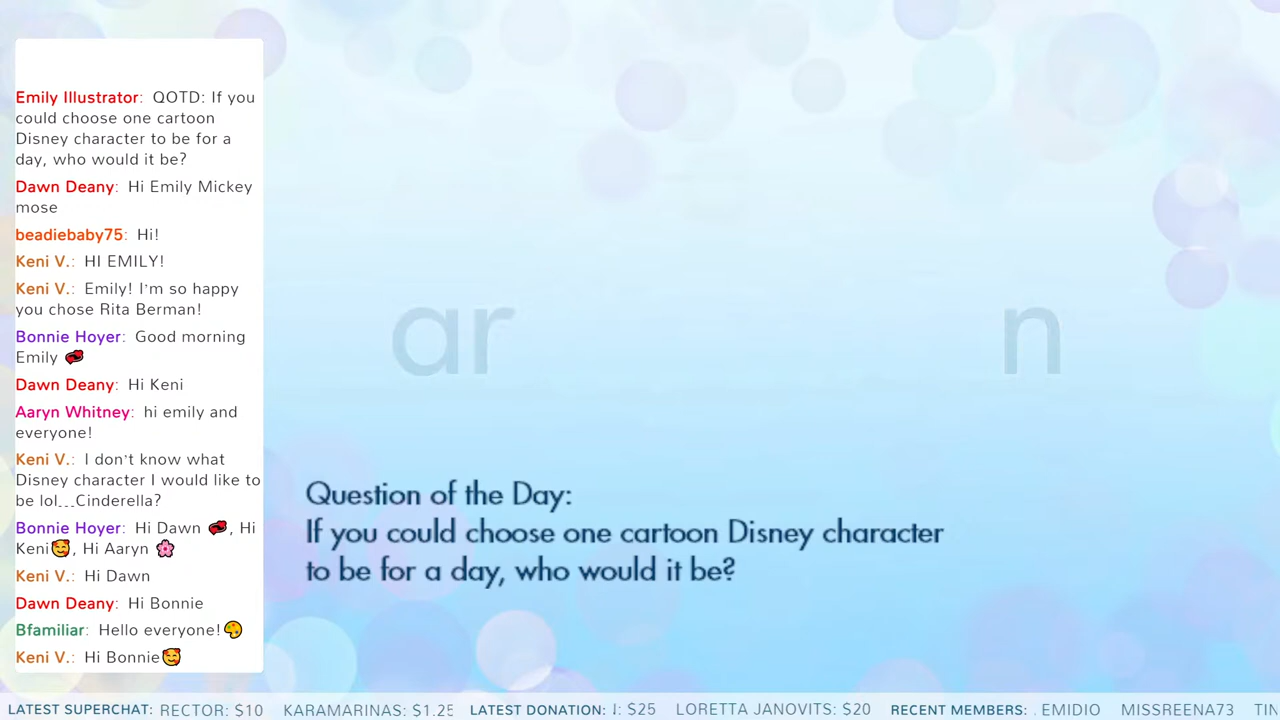 Emily Illustrator: QOTD: If you
could choose one cartoon
Disney character to be for a
day, who would it be?
Dawn Deany: Hi Emily Mickey
mose
beadiebaby75: Hi!
Keni V.: HI EMILY!
Keni V.: Emily! I'm so happy
you chose Rita Berman!
Bonnie Hoyer: Good morning
Emily
Dawn Deany: Hi Keni
Aaryn Whitney: hi emily and
everyone!
Keni V.: I don't know what
Disney character I would like to
be lol...Cinderella?
Bonnie Hoyer: Hi Dawn , Hi
Keni , Hi Aaryn
Keni V.: Hi Dawn
Dawn Deany: Hi Bonnie
Bfamiliar: Hello everyone!
Keni V.: Hi Bonnie
ar n
Question of the Day:
If you could choose one cartoon Disney character
to be for a day, who would it be?
LATEST SUPERCHAT: RECTOR: $10 KARAMARINAS: $1.25 LATEST DONATION: : $25 LORETTA JANOVITS: $20 RECENT MEMBERS: EMIDIO MISSREENA73 TIN